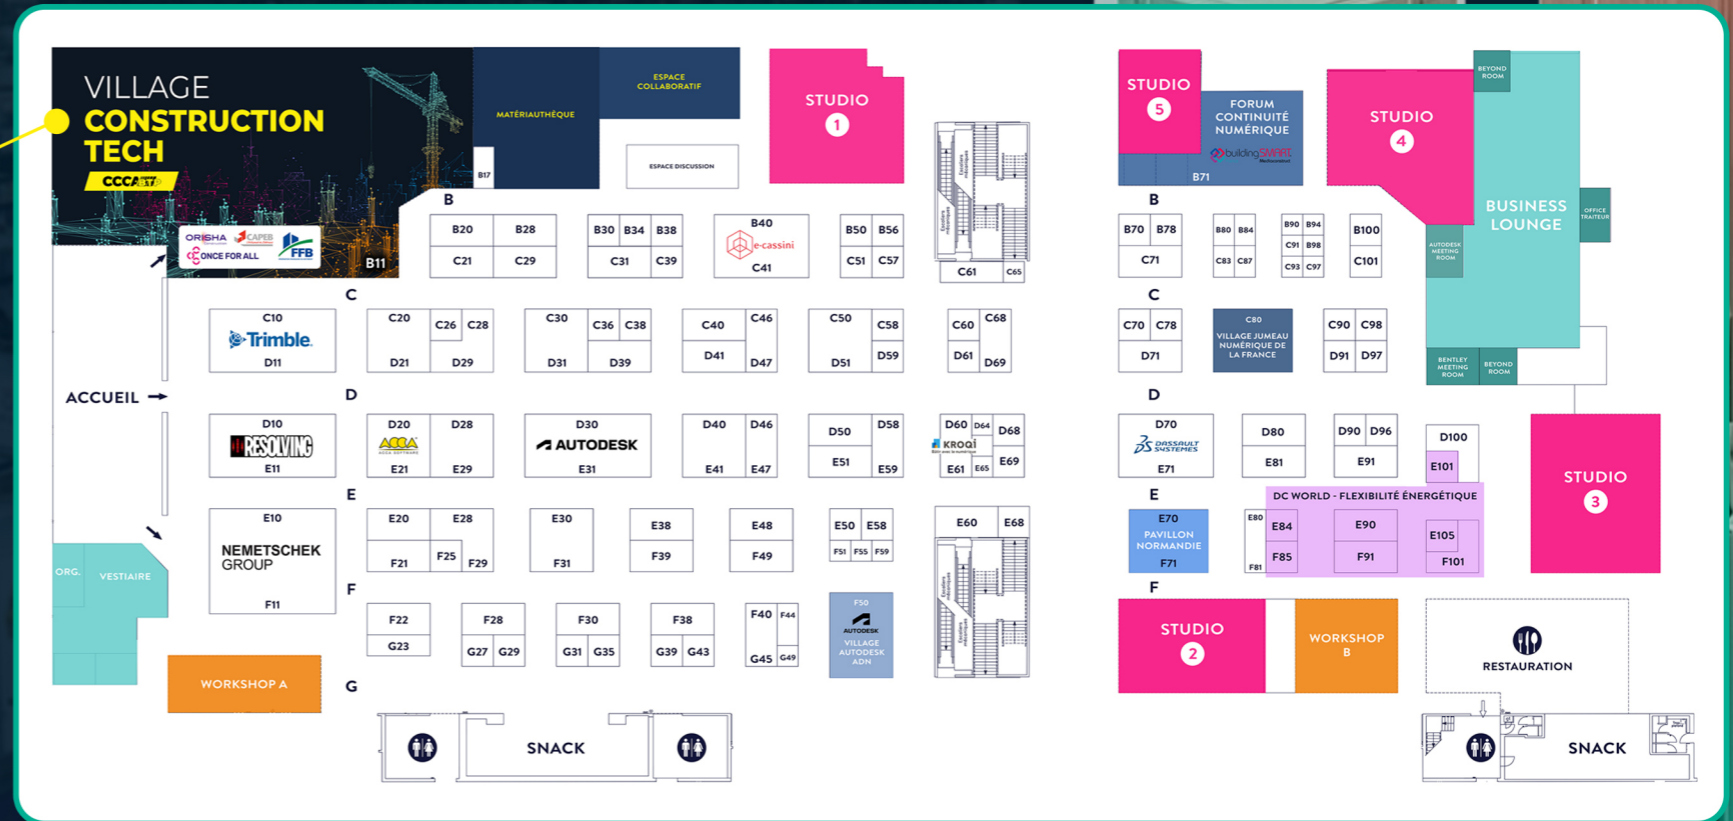 VILLAGE
CONSTRUCTION
TECH
CCCA BTP
ORISHA
CAPEB
ONCE FOR ALL
FFB
B11
MATÉRIAUTHÈQUE
B17
ESPACE
COLLABORATIF
ESPACE DISCUSSION
STUDIO
1
Escaliers
mécaniques
Escaliers
mécaniques
STUDIO
5
FORUM
CONTINUITÉ
NUMÉRIQUE
buildingSMART
B71
STUDIO
4
BEYOND
ROOM
BUSINESS
LOUNGE
OFFICE
TRAITEUR
AUTODESK
MEETING
ROOM
BENTLEY
MEETING
ROOM
BEYOND
ROOM
B
B
B20 B28
C21 C29
B30 B34 B38
C31 C39
B40
e-cassini
C41
B50 B56
C51 C57
C61 C65
B70 B78
C71
B80 B84
C83 C87
B90 B94
C91 B98
C93 C97
B100
C101
C
C
C10
Trimble
D11
C20 C26 C28
D21 D29
C30 C36 C38
D31 D39
C40 C46
D41 D47
C50 C58
D51 D59
C60 C68
D61 D69
C70 C78
D71
C80
VILLAGE JUMEAU
NUMÉRIQUE DE
LA FRANCE
C90 C98
D91 D97
ACCUEIL
D
D
D10
RESOLVING
E11
D20 D28
ACCA
E21 E29
D30
AUTODESK
E31
D40 D46
E41 E47
D50 D58
E51 E59
D60 D64 D68
KROQI
E61 E65 E69
D70
DASSAULT
SYSTEMES
E71
D80
E81
D90 D96
E91
D100
E101
STUDIO
3
E
E
DC WORLD - FLEXIBILITÉ ÉNERGÉTIQUE
E10
NEMETSCHEK
GROUP
F11
E20 E28
F21 F25 F29
E30
F31
E38
F39
E48
F49
E50 E58
F51 F55 F59
E60 E68
Escaliers
mécaniques
Escaliers
mécaniques
E70
PAVILLON
NORMANDIE
F71
E80 E84
F81 F85
E90
F91
E105
F101
ORG.
VESTIAIRE
F
F
F22
G23
F28
G27 G29
F30
G31 G35
F38
G39 G43
F40 F44
G45 G49
F50
AUTODESK
VILLAGE
AUTODESK
ADN
STUDIO
2
WORKSHOP
B
RESTAURATION
WORKSHOP A
G
SNACK
SNACK